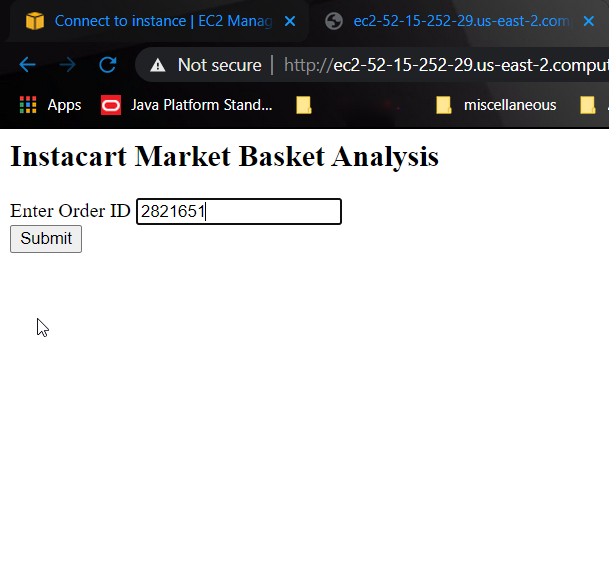 Connect to instance | EC2 Manag
ec2-52-15-252-29.us-east-2.com
Not secure | http://ec2-52-15-252-29.us-east-2.comput
Apps
Java Platform Stand...
miscellaneous
Instacart Market Basket Analysis
Enter Order ID 2821651
Submit